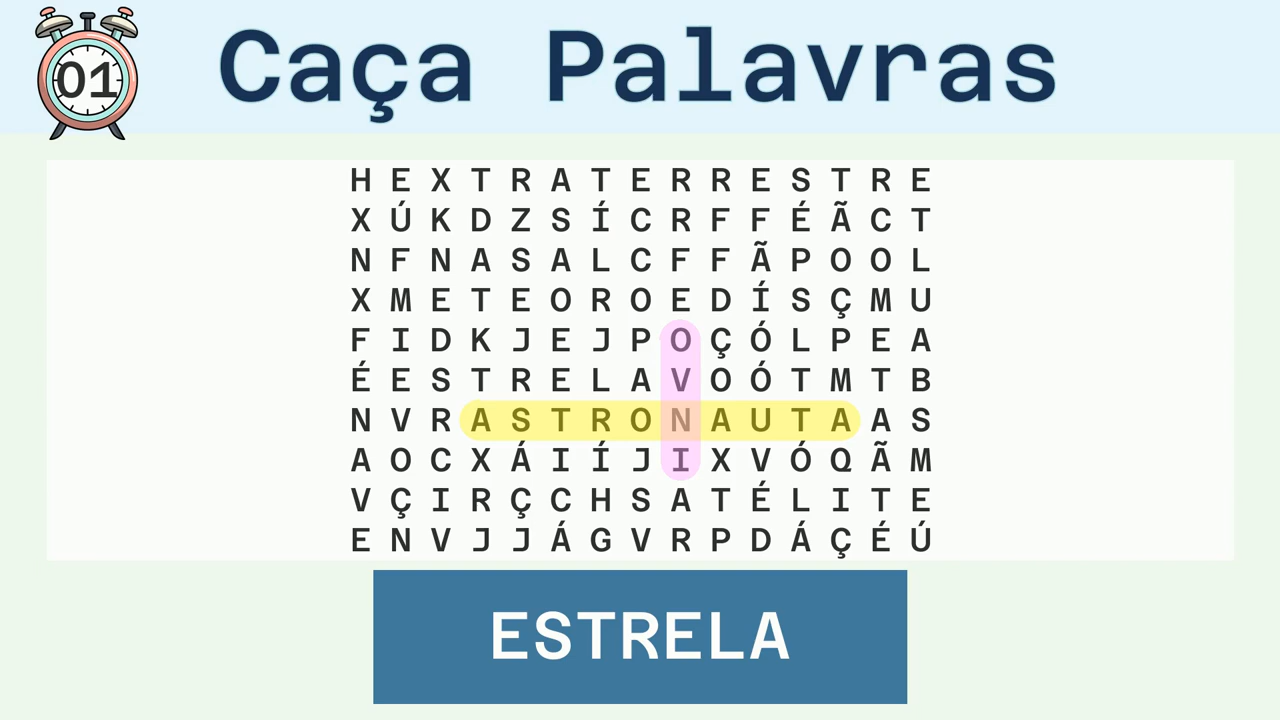 01
Caça Palavras
H E X T R A T E R R E S T R E
X Ú K D Z S Í C R F F É Ã C T
N F N A S A L C F F Ã P O O L
X M E T E O R O E D Í S Ç M U
F I D K J E J P O Ç Ó L P E A
É E S T R E L A V O Ó T M T B
N V R A S T R O N A U T A A S
A O C X Á I Í J I X V Ó Q Ã M
V Ç I R Ç C H S A T É L I T E
E N V J J Á G V R P D Á Ç É Ú
ESTRELA